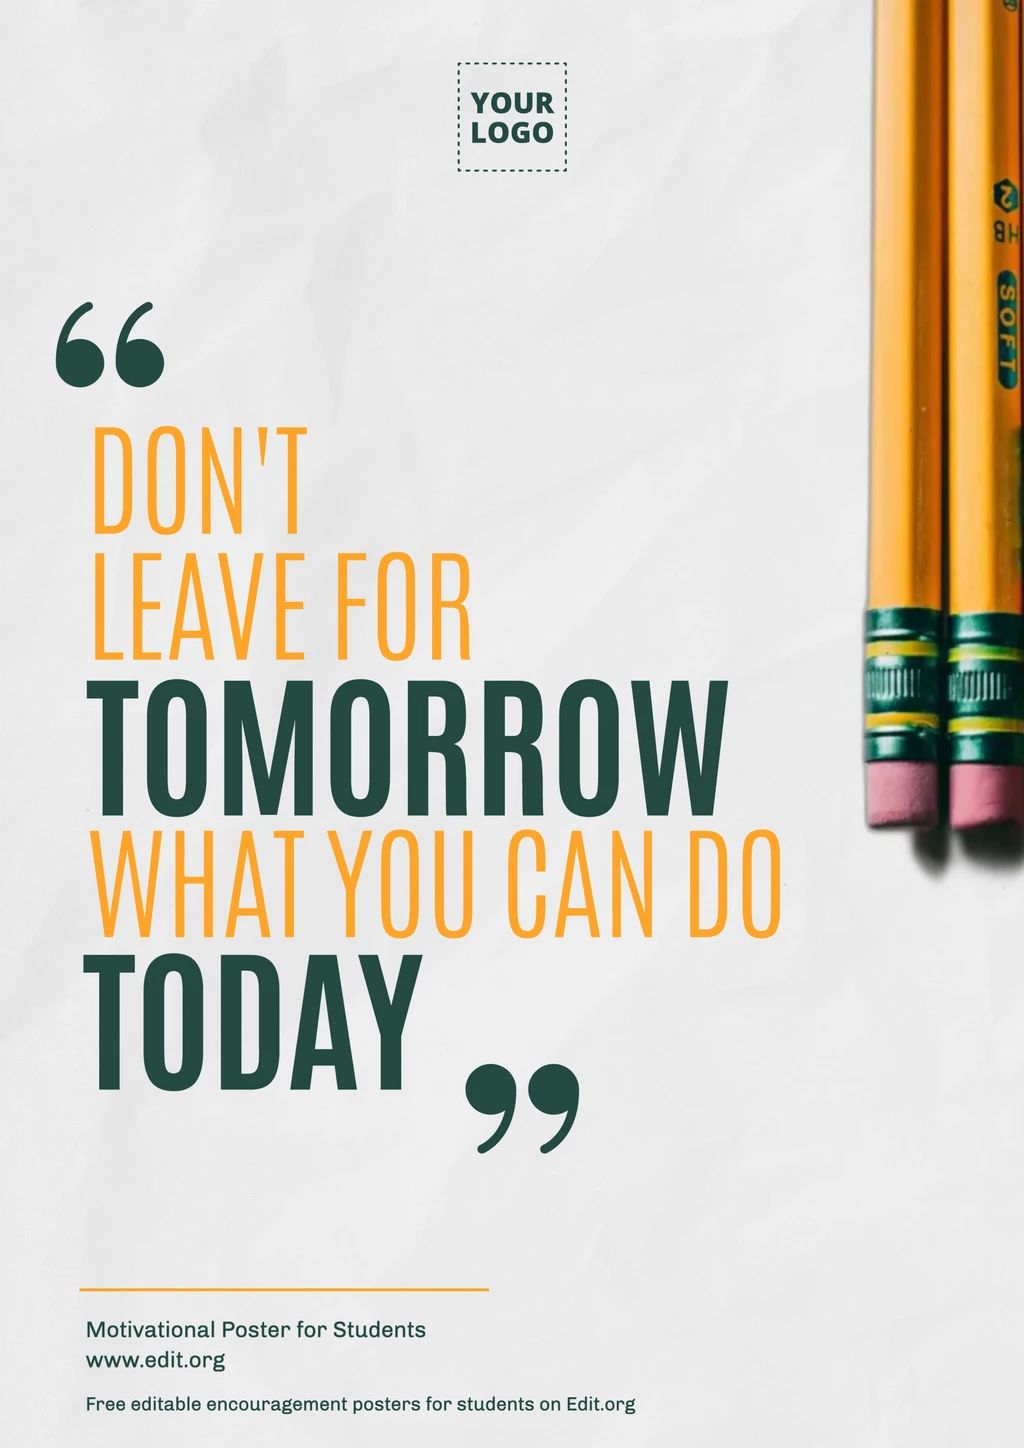 YOUR
LOGO
2
HB
SOFT
“
DON'T
LEAVE FOR
TOMORROW
WHAT YOU CAN DO
TODAY
”
Motivational Poster for Students
www.edit.org
Free editable encouragement posters for students on Edit.org